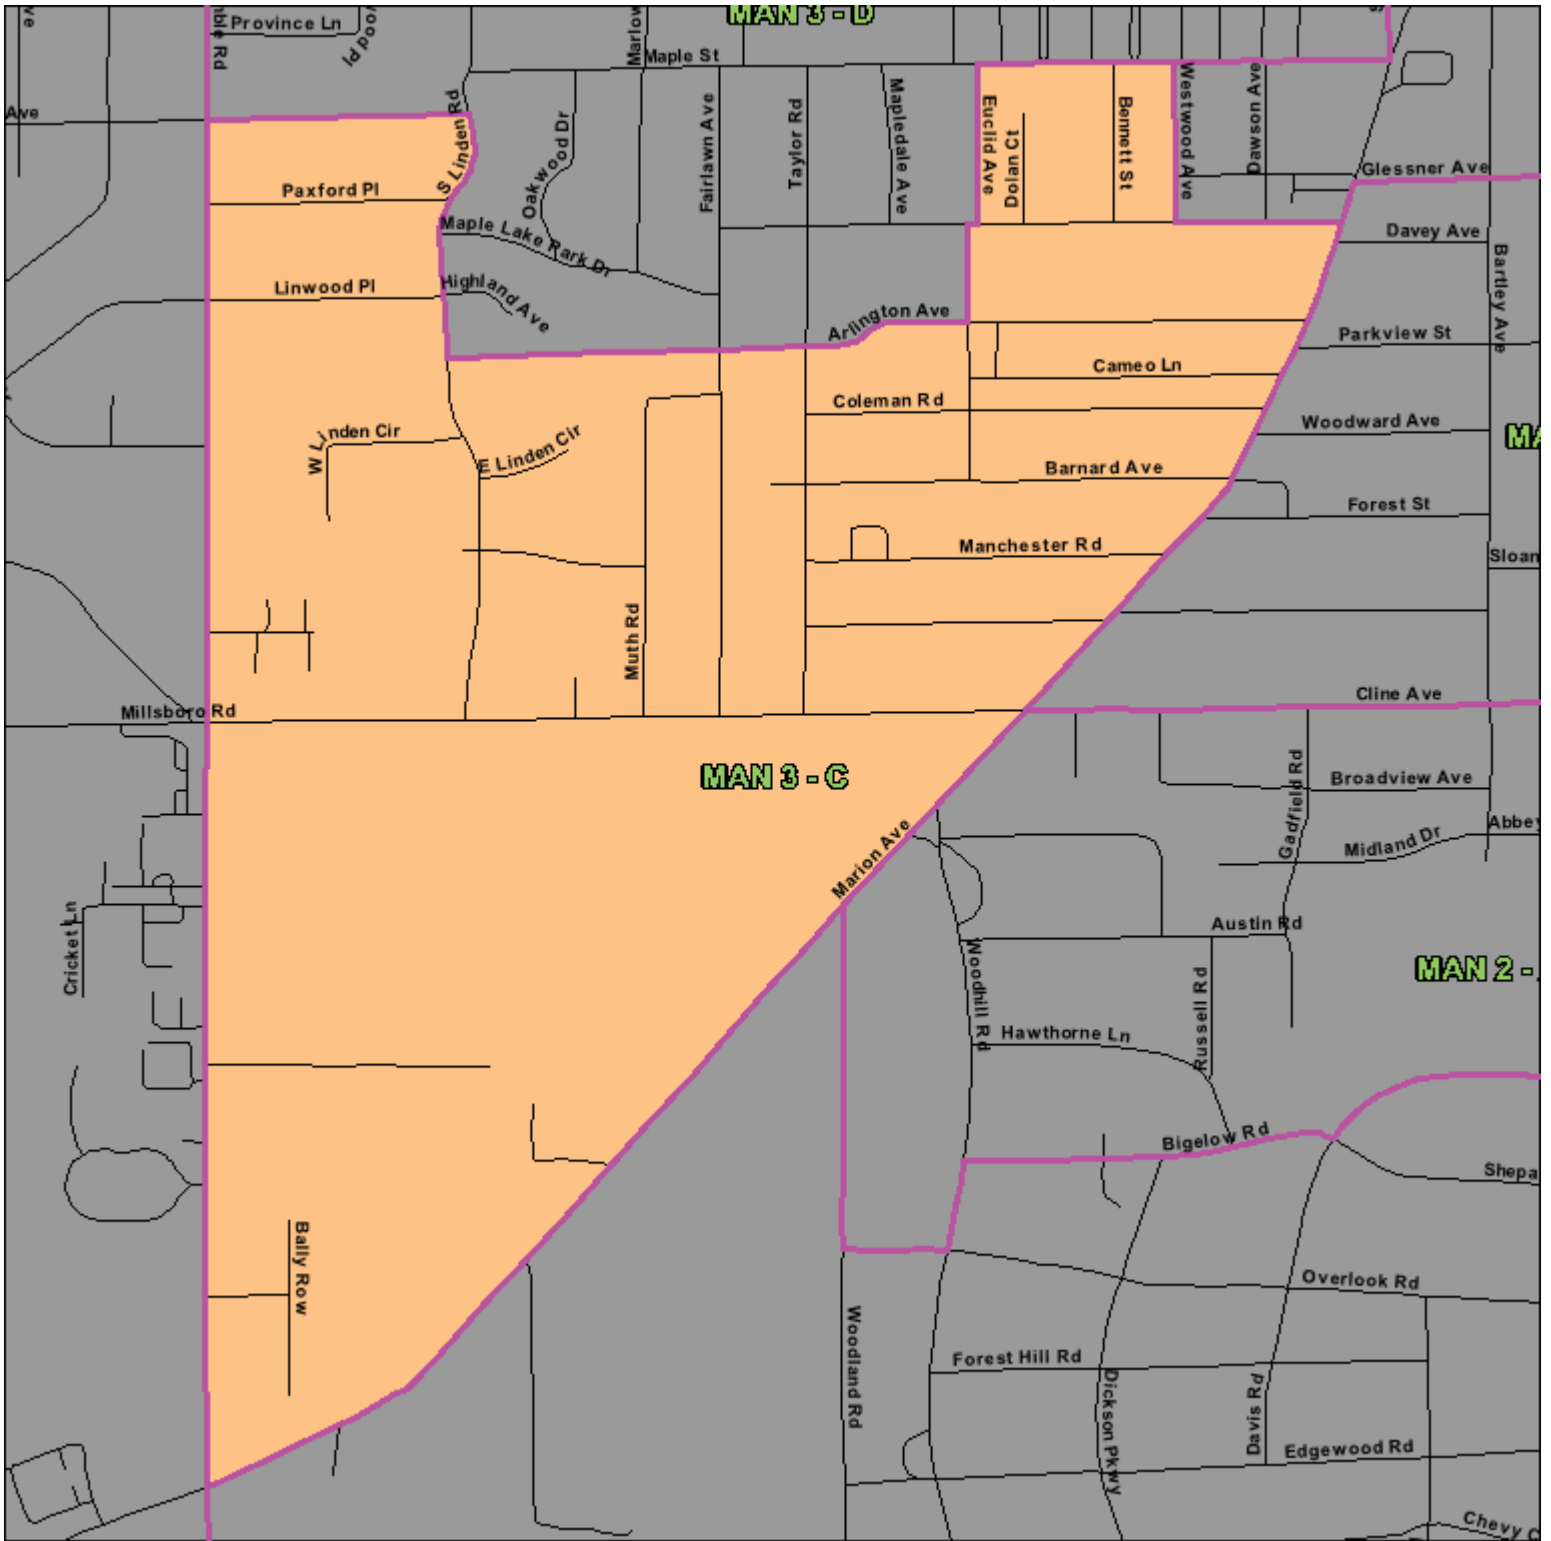 MAN 3 - D
Province Ln
Maple St
Ave
S Linden Rd
Oakwood Dr
Fairlawn Ave
Taylor Rd
Mapledale Ave
Euclid Ave
Dolan Ct
Bennett St
Westwood Ave
Dawson Ave
Glessner Ave
Paxford Pl
Maple Lake Park Dr
Davey Ave
Bartley Ave
Linwood Pl
Highland Ave
Arlington Ave
Parkview St
Cameo Ln
Coleman Rd
Woodward Ave
W Linden Cir
E Linden Cir
Barnard Ave
Forest St
Manchester Rd
Sloan
Muth Rd
Cline Ave
Millsboro Rd
MAN 3 - C
Gadfield Rd
Broadview Ave
Abbey
Midland Dr
Marion Ave
Austin Rd
Cricket Ln
Woodhill Rd
MAN 2 -
Russell Rd
Hawthorne Ln
Bigelow Rd
Shepa
Bally Row
Overlook Rd
Woodland Rd
Forest Hill Rd
Dickson Pkwy
Davis Rd
Edgewood Rd
Chevy C